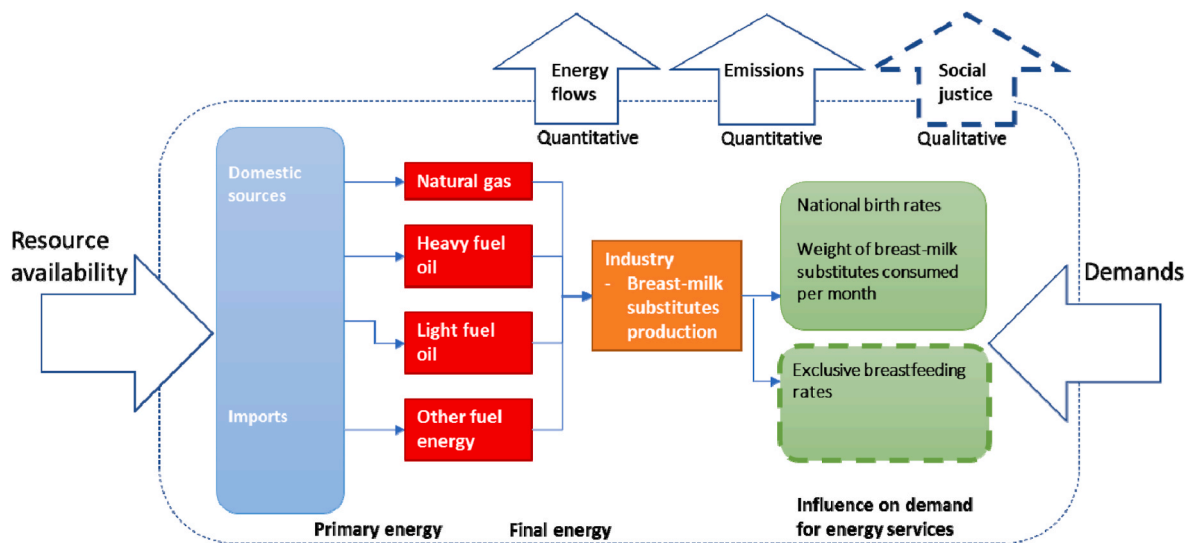 Energy
flows
Quantitative
Emissions
Quantitative
Social
justice
Qualitative
Resource
availability
Domestic
sources
Imports
Natural gas
Heavy fuel
oil
Light fuel
oil
Other fuel
energy
Industry
- Breast-milk
substitutes
production
National birth rates
Weight of breast-milk
substitutes consumed
per month
Exclusive breastfeeding
rates
Demands
Primary energy
Final energy
Influence on demand
for energy services